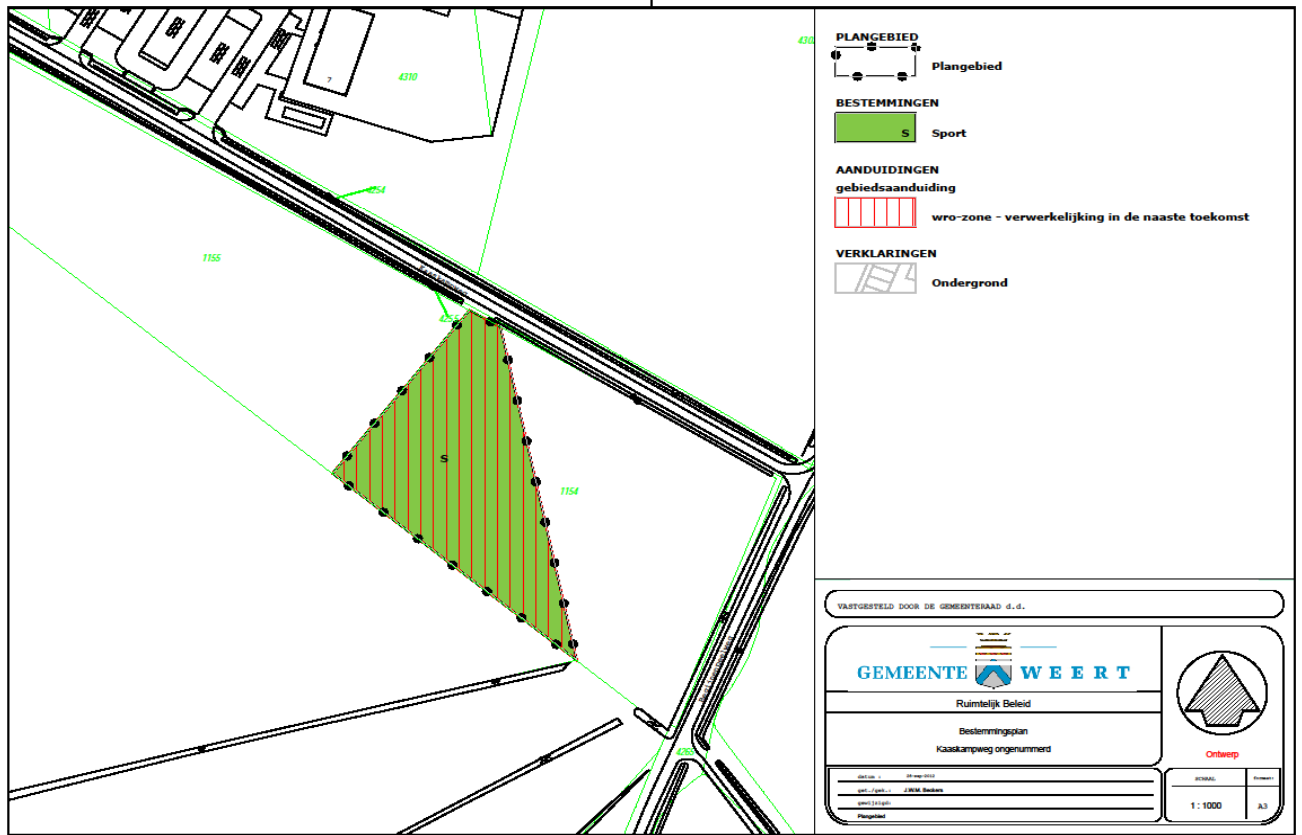 7
4310
4254
1155
4255
S
1154
4265
PLANGEBIED
Plangebied
BESTEMMINGEN
S
Sport
AANDUIDINGEN
gebiedsaanduiding
wro-zone - verwerkelijking in de naaste toekomst
VERKLARINGEN
Ondergrond
VASTGESTELD DOOR DE GEMEENTERAAD d.d.
GEMEENTE WEERT
Ruimtelijk Beleid
Bestemmingsplan
Kaaskampweg ongenummerd
Ontwerp
datum :
get./gek.: J.W.M. Beckers
gewijzigd:
Plangebied
SCHAAL
Formaat:
1 : 1000
A3